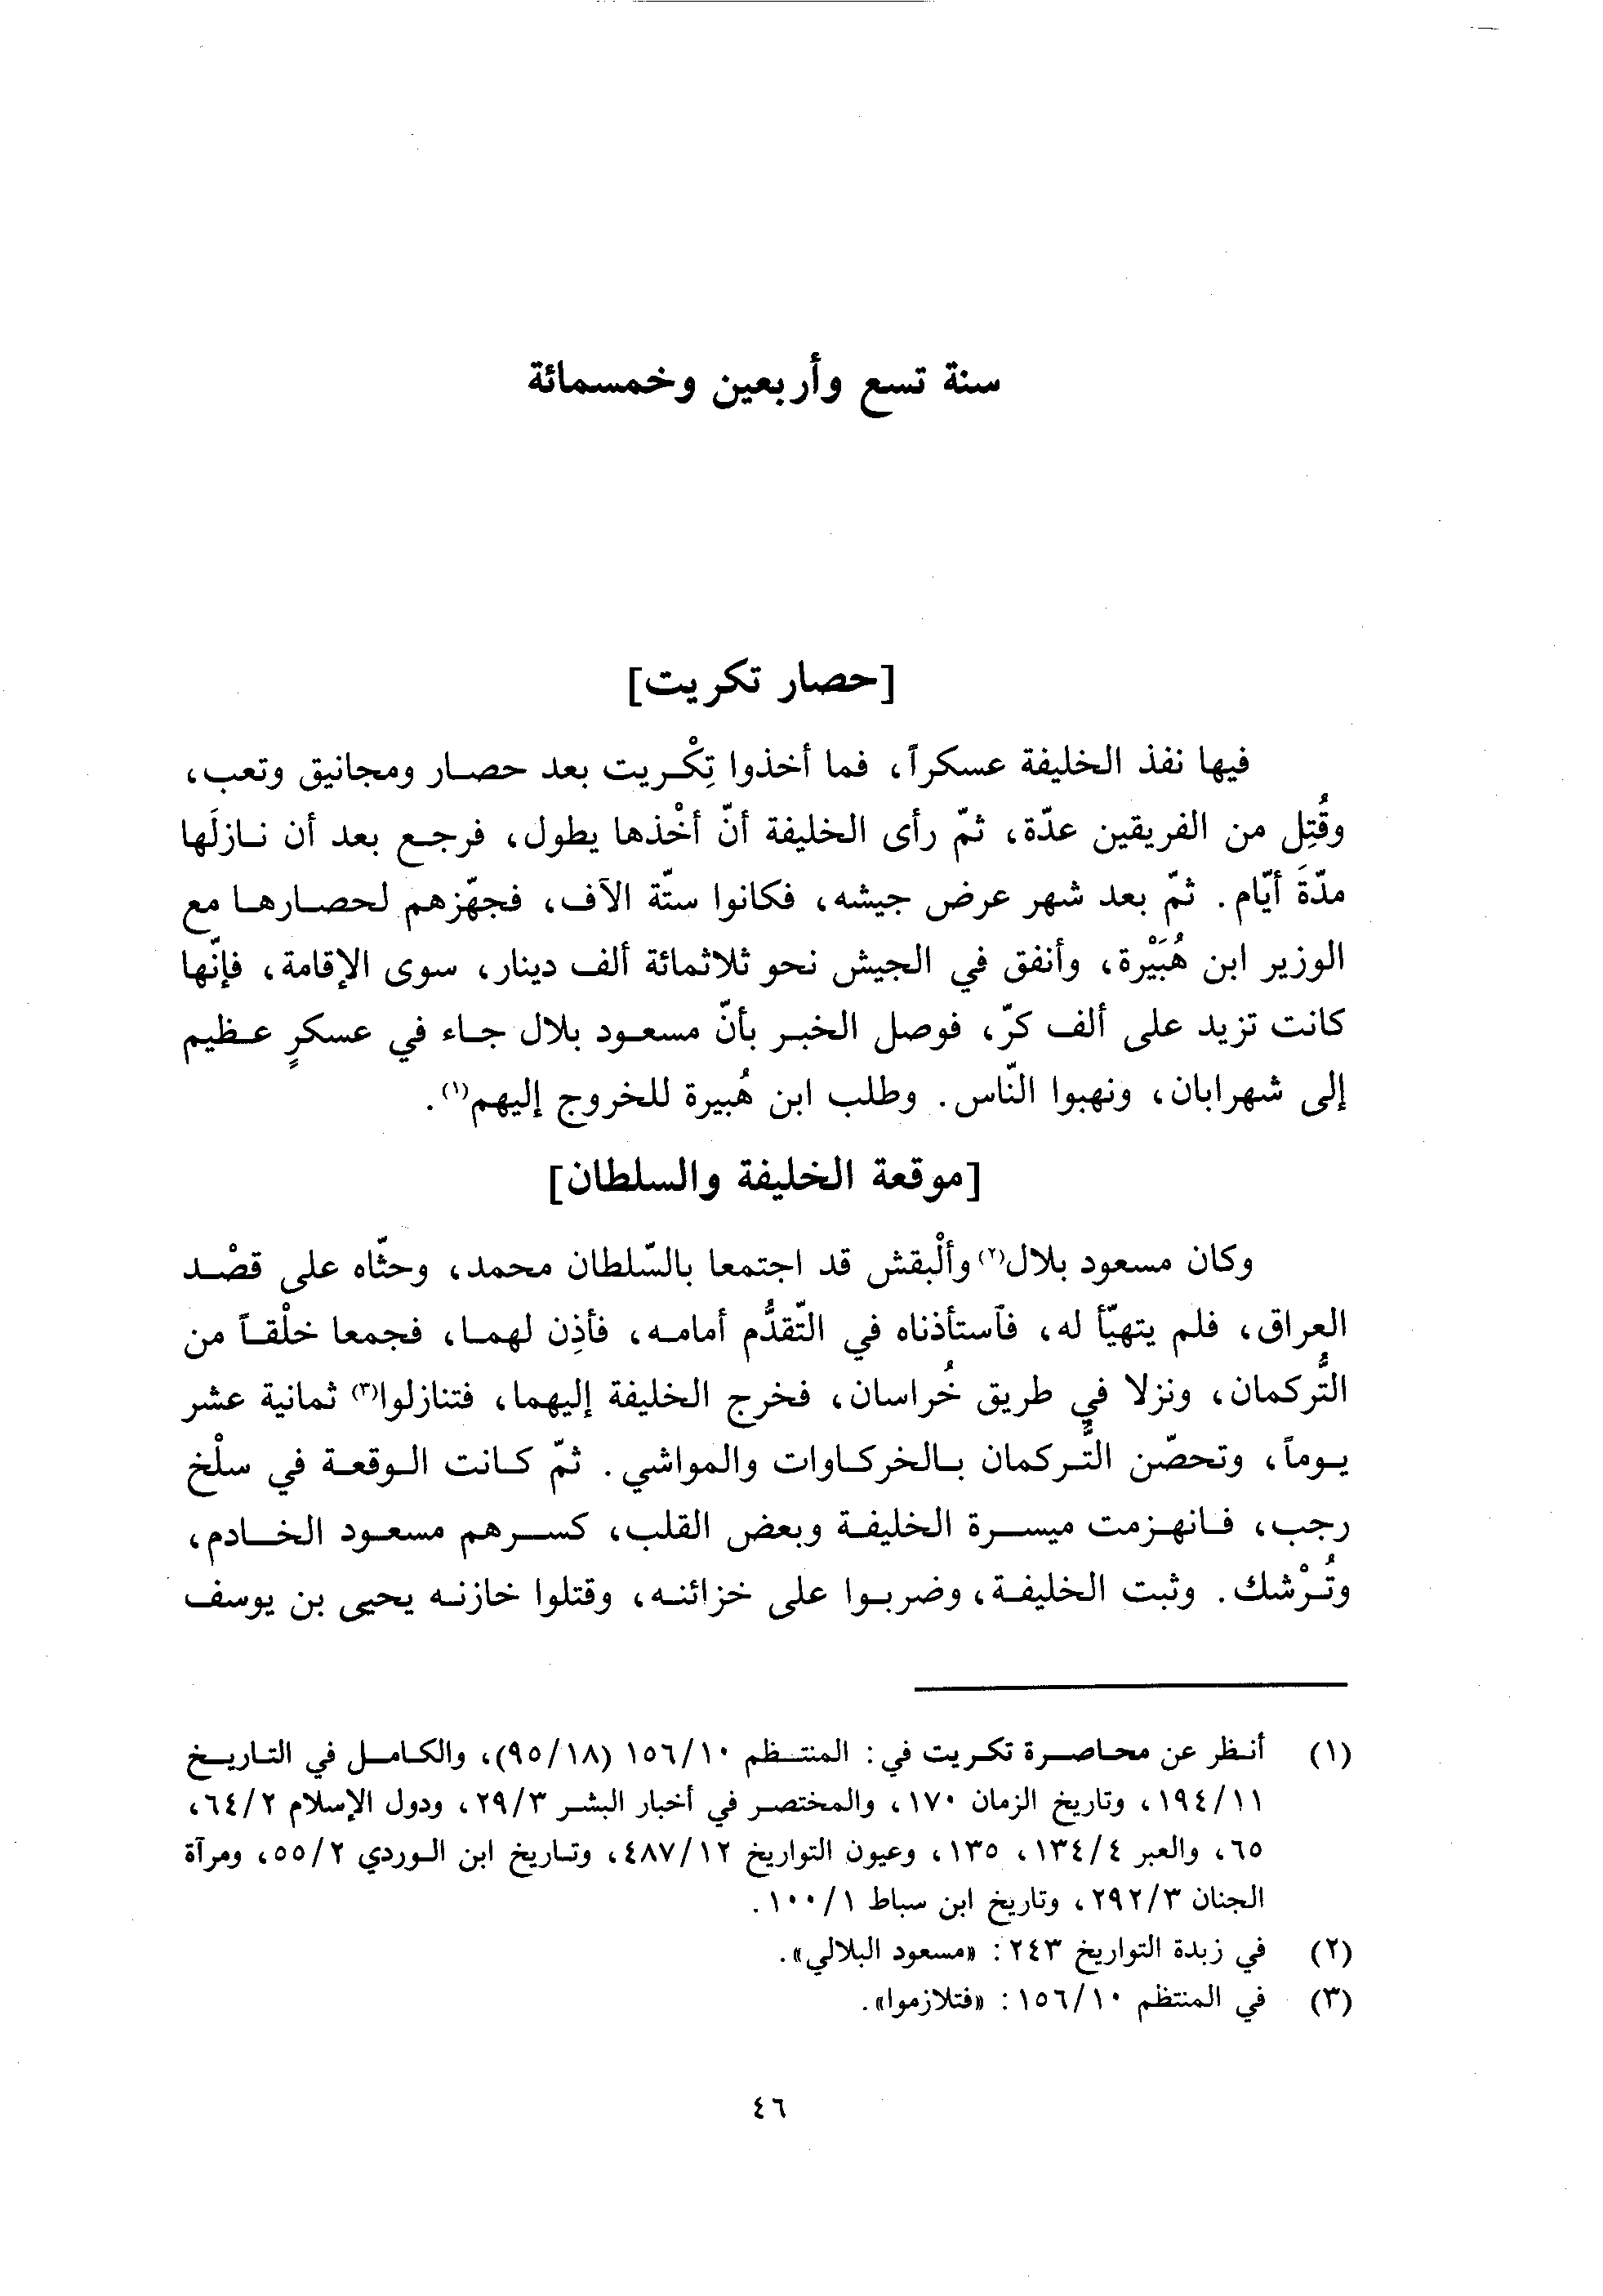 سنة تسع وأربعين وخمسمائة
[حصار تكريت]
فيها نفذ الخليفة عسكراً، فما أخذوا تِكْريت بعد حصار ومجانيق وتعب،
وقُتِل من الفريقين عدّة، ثمّ رأى الخليفة أنّ أخْذها يطول، فرجع بعد أن نازلَها
مدّةَ أيّام. ثمّ بعد شهر عرض جيشه، فكانوا ستّة الآف، فجهّزهم لحصارها مع
الوزير ابن هُبَيْرة، وأنفق في الجيش نحو ثلاثمائة ألف دينار، سوى الإقامة، فإنّها
كانت تزيد على ألف كرّ، فوصل الخبر بأنّ مسعود بلال جاء في عسكرٍ عظيم
إلى شهرابان، ونهبوا النّاس. وطلب ابن هُبيرة للخروج إليهم(١).
[موقعة الخليفة والسلطان]
وكان مسعود بلال(٢) وألْبقش قد اجتمعا بالسّلطان محمد، وحثّاه على قصْد
العراق، فلم يتهيّأ له، فاستأذناه في التّقدُّم أمامه، فأذِن لهما، فجمعا خلْقاً من
التُّركمان، ونزلا في طريق خُراسان، فخرج الخليفة إليهما، فتنازلوا(٣) ثمانية عشر
يوماً، وتحصّن التُّركمان بالخركاوات والمواشي. ثمّ كانت الوقعة في سلْخ
رجب، فانهزمت ميسرة الخليفة وبعض القلب، كسرهم مسعود الخادم،
وتُرْشك. وثبت الخليفة، وضربوا على خزائنه، وقتلوا خازنه يحيى بن يوسف
(١) أنظر عن محاصرة تكريت في: المنتظم ١٥٦/١٠ (٩٥/١٨)، والكامل في التاريخ
١٩٤/١١، وتاريخ الزمان ١٧٠، والمختصر في أخبار البشر ٢٩/٣، ودول الإسلام ٦٤/٢،
٦٥، والعبر ١٣٤/٤، ١٣٥، وعيون التواريخ ٤٨٧/١٢، وتاريخ ابن الوردي ٥٥/٢، ومرآة
الجنان ٢٩٢/٣، وتاريخ ابن سباط ١٠٠/١.
(٢) في زبدة التواريخ ٢٤٣: «مسعود البلالي».
(٣) في المنتظم ١٥٦/١٠: «فتلازموا».
٤٦